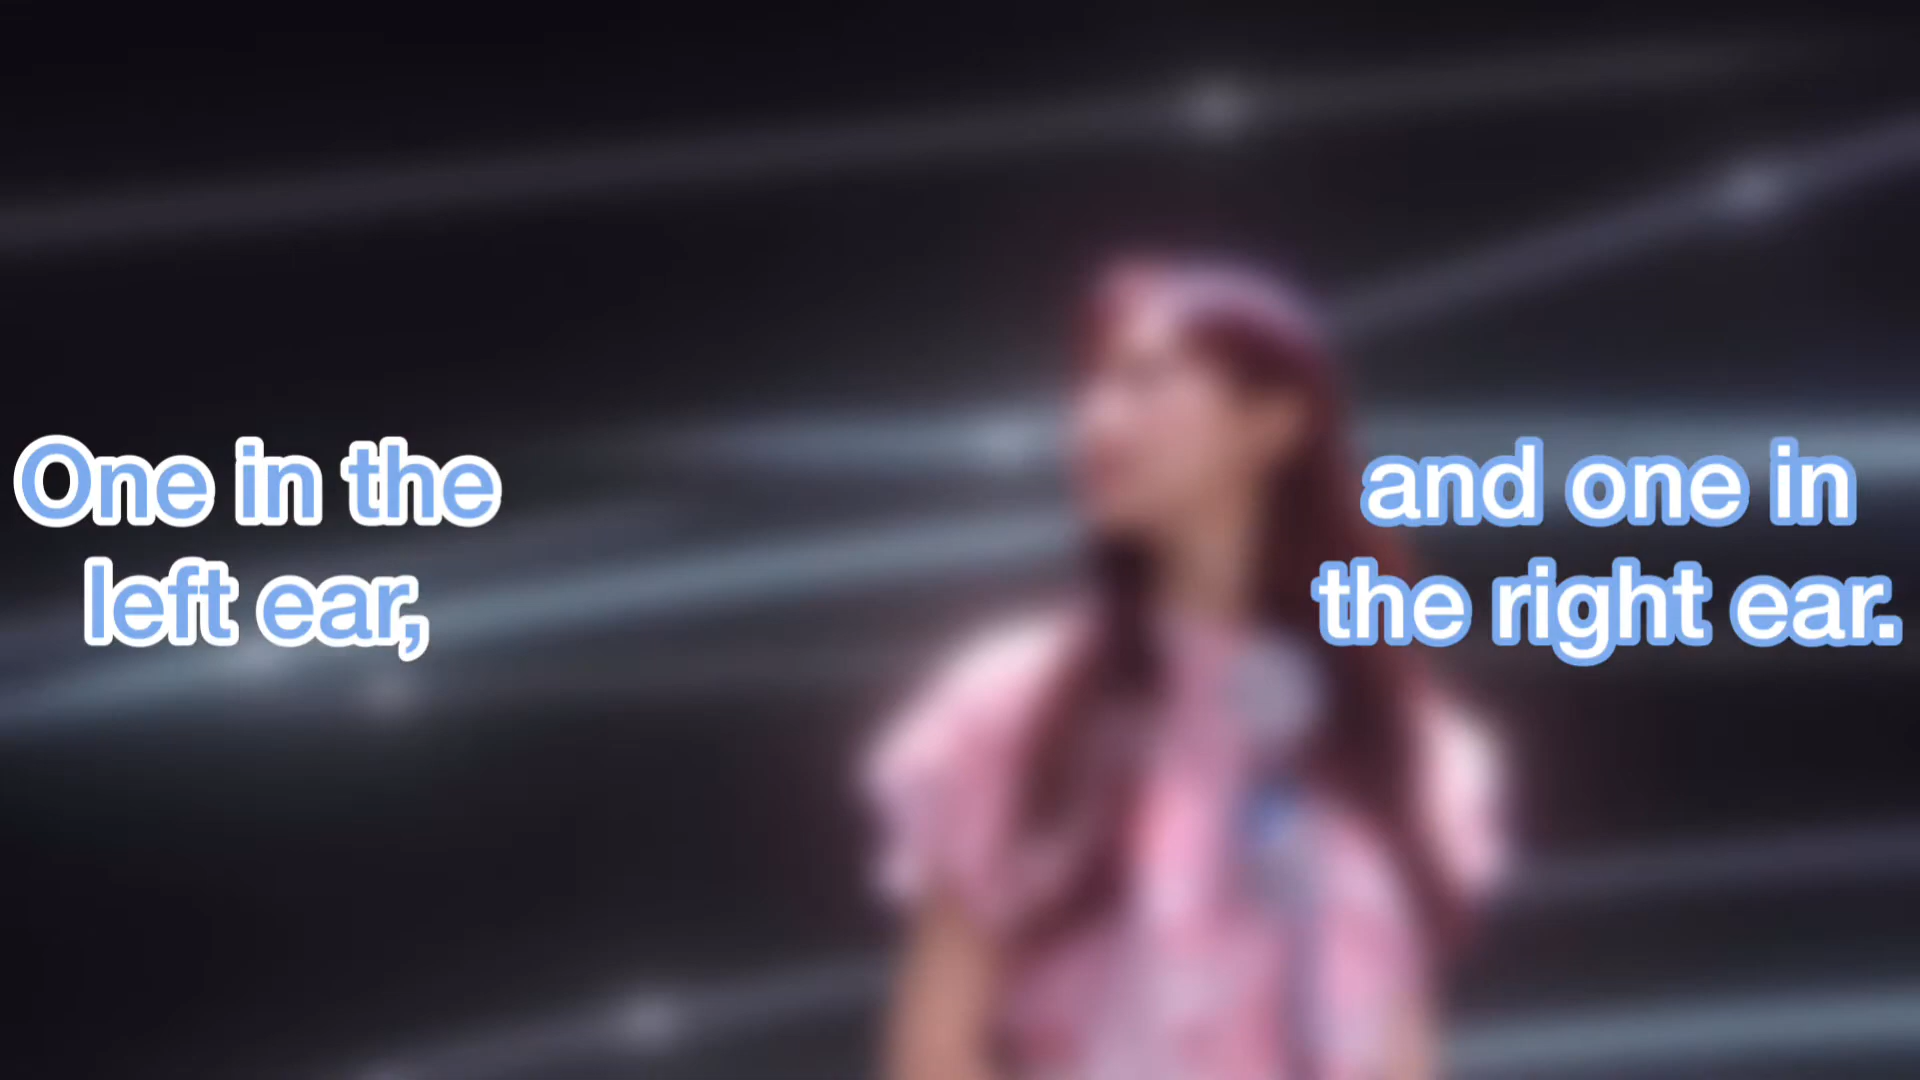 One in the
left ear,
and one in
the right ear.